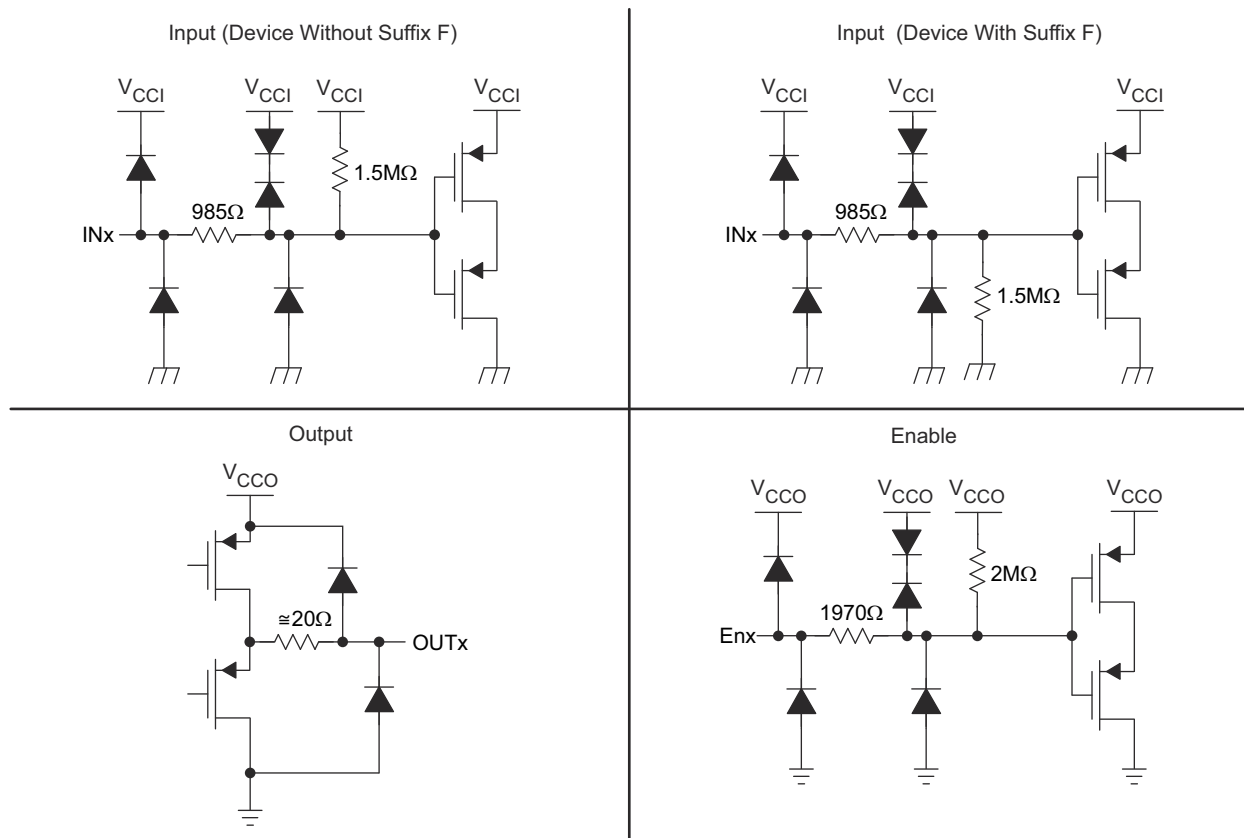 Input (Device Without Suffix F)
V_CCI V_CCI V_CCI V_CCI
1.5MΩ
985Ω
INx
Input (Device With Suffix F)
V_CCI V_CCI V_CCI
985Ω
INx
1.5MΩ
Output
V_CCO
≅20Ω
OUTx
Enable
V_CCO V_CCO V_CCO V_CCO
2MΩ
1970Ω
Enx